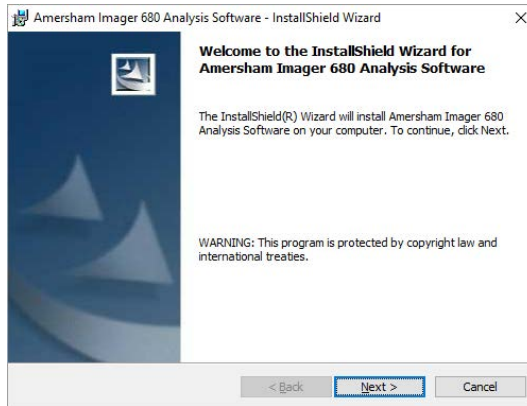 Amersham Imager 680 Analysis Software - InstallShield Wizard
Welcome to the InstallShield Wizard for
Amersham Imager 680 Analysis Software
The InstallShield(R) Wizard will install Amersham Imager 680
Analysis Software on your computer. To continue, click Next.
WARNING: This program is protected by copyright law and
international treaties.
< Back Next > Cancel